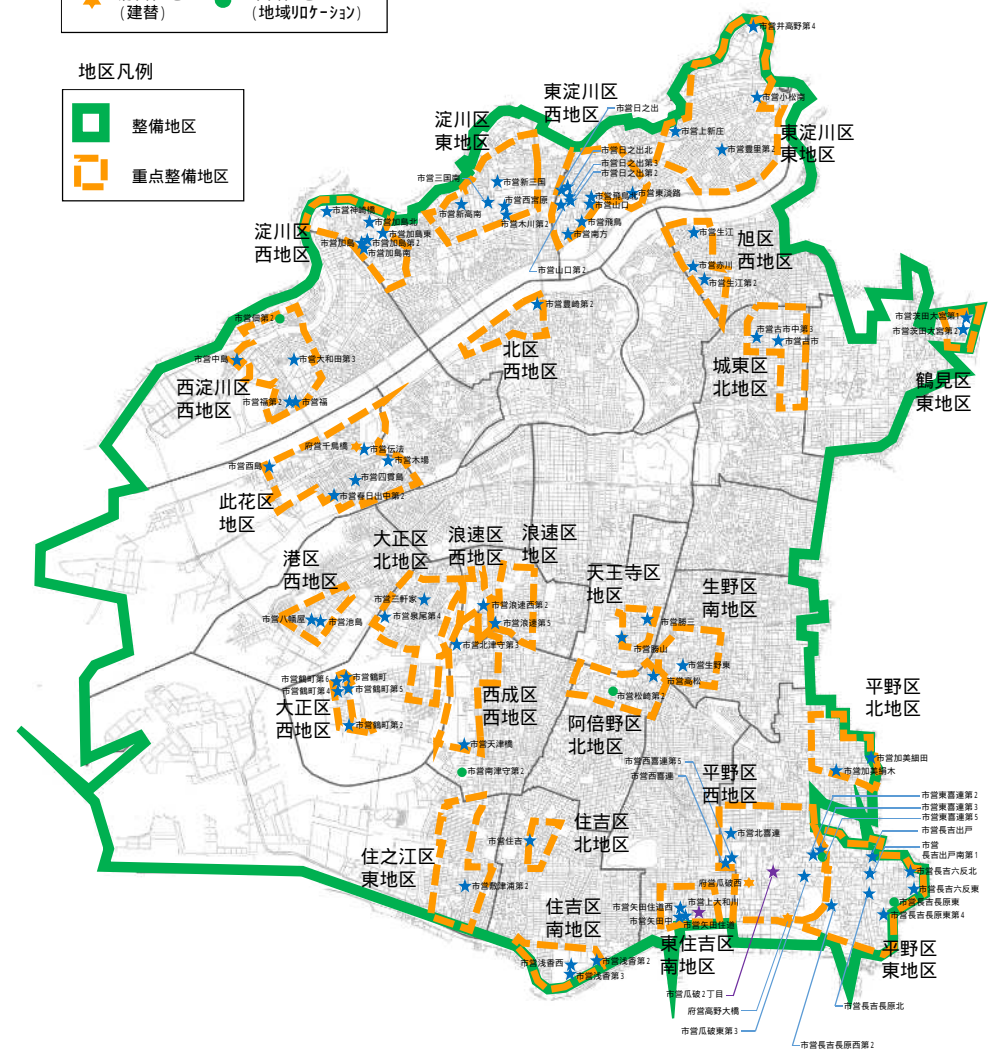 (建替)
(地域リロケーション)
地区凡例
整備地区
重点整備地区
市営井高野第4
市営小松南
市営上新庄
市営豊里第2
東淀川区
東地区
東淀川区
西地区
市営日之出
市営日之出北
市営日之出第3
市営日之出第2
市営東淡路
市営山口
市営飛鳥
市営南方
市営山口第2
淀川区
東地区
市営三国南
市営新三国
市営西宮原
市営新高南
市営木川第2
淀川区
西地区
市営神崎橋
市営加島北
市営加島東
市営加島
市営加島第2
市営加島南
旭区
西地区
市営生江
市営赤川
市営生江第2
市営佃第2
市営中島
市営大和田第3
市営福第2
市営福
西淀川区
西地区
市営豊崎第2
北区
西地区
市営古市中第3
市営古市
城東区
北地区
市営茨田大宮第1
市営茨田大宮第2
鶴見区
東地区
府営千鳥橋
市営伝法
市営酉島
市営木場
市営四貫島
市営春日出中第2
此花区
地区
港区
西地区
市営八幡屋
市営池島
大正区
北地区
市営三軒家
市営泉尾第4
浪速区
西地区
浪速区
地区
市営浪速西第2
市営浪速第5
市営北津守第3
天王寺区
地区
市営勝三
市営勝山
生野区
南地区
市営生野東
市営高松
市営松崎第2
阿倍野区
北地区
市営鶴町第6
市営鶴町
市営鶴町第4
市営鶴町第5
市営鶴町第2
大正区
西地区
西成区
西地区
市営天津橋
市営南津守第2
平野区
北地区
市営加美細田
市営加美鞍作
市営西喜連第5
市営西喜連
平野区
西地区
市営北喜連
市営東喜連第2
市営東喜連第3
市営東喜連第5
市営長吉出戸
市営
長吉出戸南第1
市営長吉六反北
市営長吉六反東
市営長吉長原東
市営長吉長原東第4
平野区
東地区
住之江区
東地区
市営敷津浦第2
市営住吉
住吉区
北地区
住吉区
南地区
市営浅香西
市営浅香第2
市営浅香第3
府営瓜破西
市営矢田住道西
市営上大和川
市営矢田中
市営矢田住道
東住吉区
南地区
市営瓜破2丁目
府営高野大橋
市営瓜破東第3
市営長吉長原北
市営長吉長原西第2